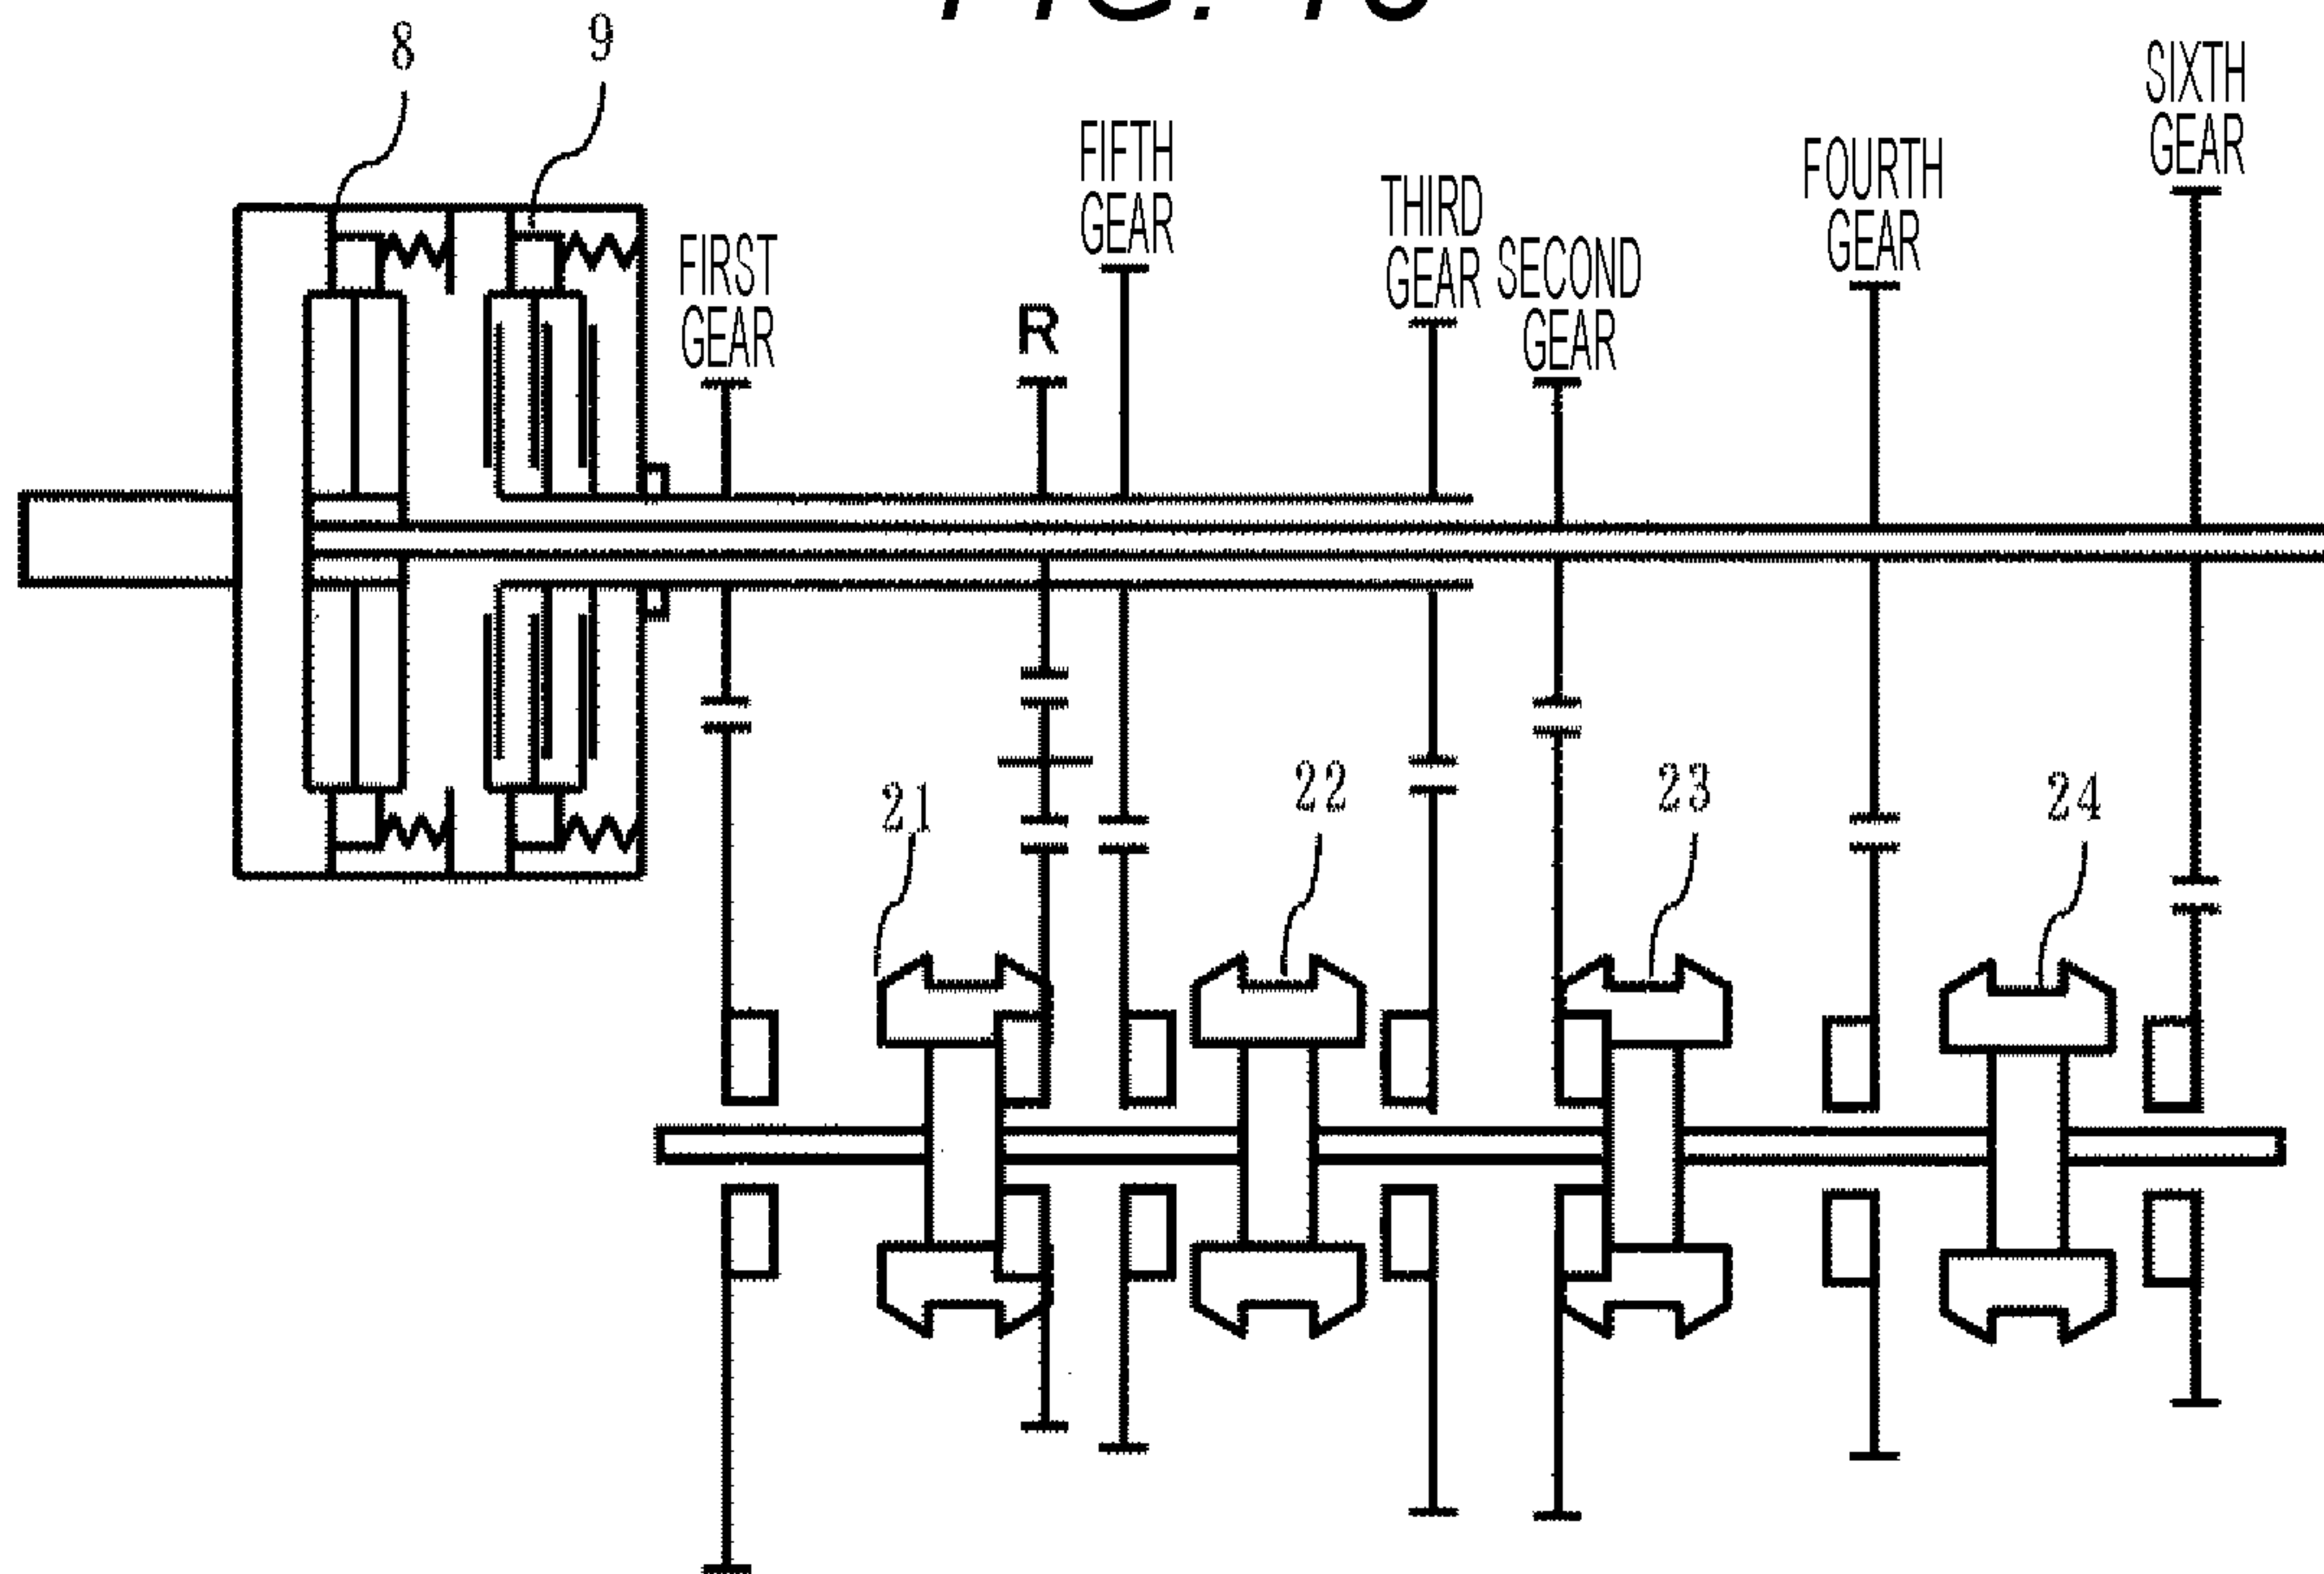 8
9
FIRST
GEAR
R
FIFTH
GEAR
THIRD
GEAR
SECOND
GEAR
FOURTH
GEAR
SIXTH
GEAR
21
22
23
24